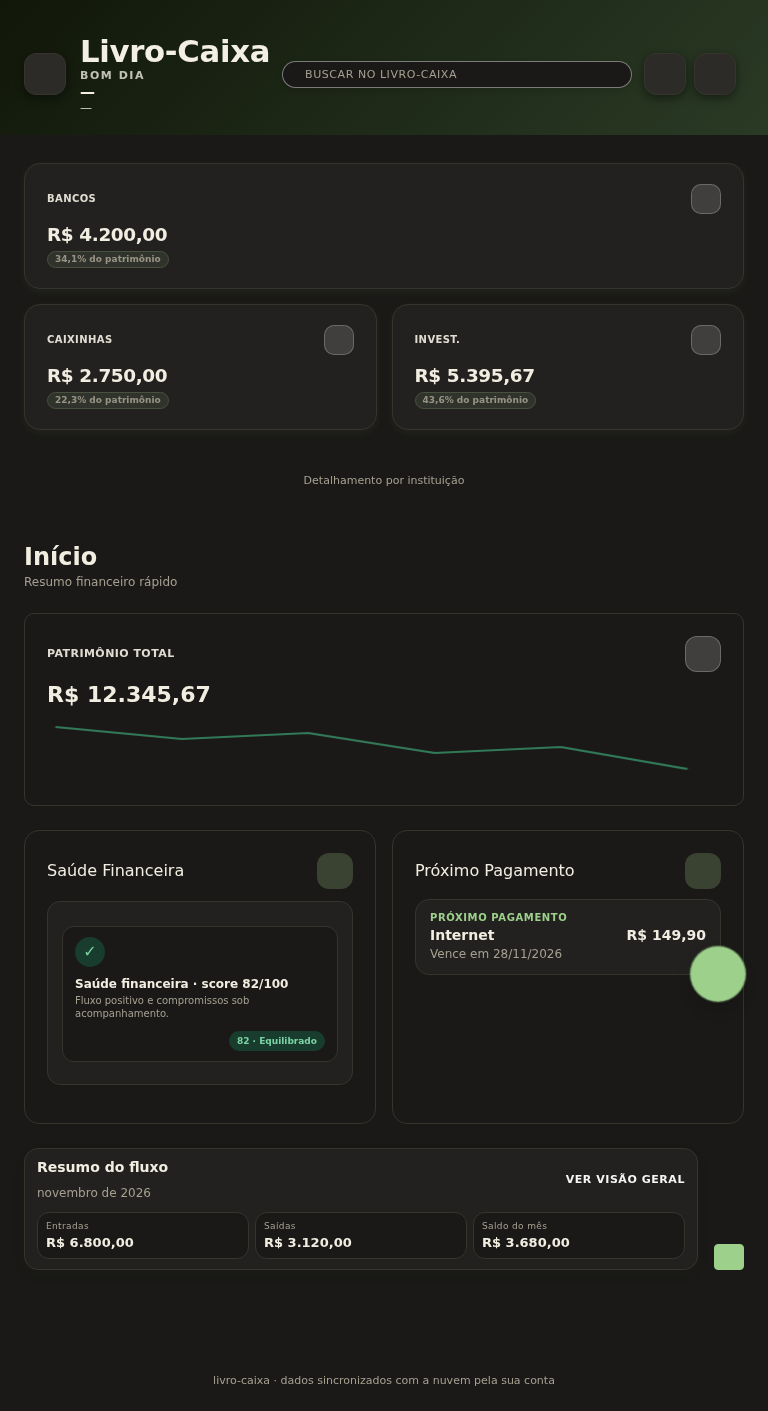 Livro-Caixa
BOM DIA
—
—
BUSCAR NO LIVRO-CAIXA
BANCOS
R$ 4.200,00
34,1% do patrimônio
CAIXINHAS
R$ 2.750,00
22,3% do patrimônio
INVEST.
R$ 5.395,67
43,6% do patrimônio
Detalhamento por instituição
Início
Resumo financeiro rápido
PATRIMÔNIO TOTAL
R$ 12.345,67
Saúde Financeira
✓
Saúde financeira · score 82/100
Fluxo positivo e compromissos sob
acompanhamento.
82 · Equilibrado
Próximo Pagamento
PRÓXIMO PAGAMENTO
Internet R$ 149,90
Vence em 28/11/2026
Resumo do fluxo
novembro de 2026
VER VISÃO GERAL
Entradas
R$ 6.800,00
Saídas
R$ 3.120,00
Saldo do mês
R$ 3.680,00
livro-caixa · dados sincronizados com a nuvem pela sua conta